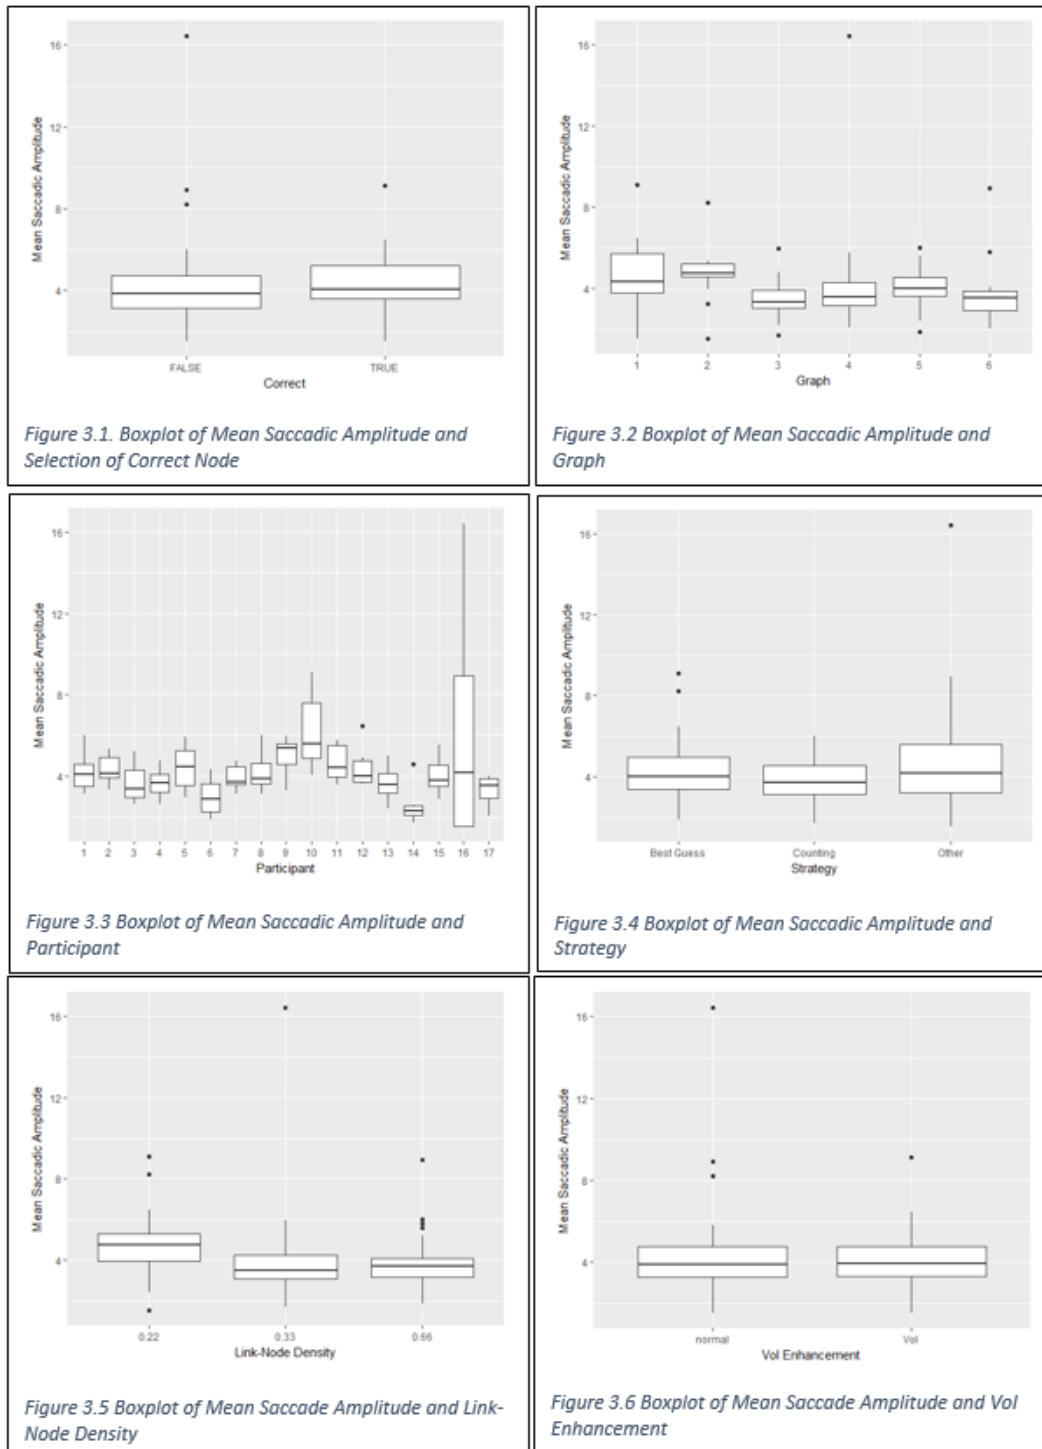 16
12
8
4
Mean Saccadic Amplitude
FALSE TRUE
Correct
Figure 3.1. Boxplot of Mean Saccadic Amplitude and
Selection of Correct Node
16
12
8
4
Mean Saccadic Amplitude
1 2 3 4 5 6
Graph
Figure 3.2 Boxplot of Mean Saccadic Amplitude and
Graph
16
12
8
4
Mean Saccadic Amplitude
1 2 3 4 5 6 7 8 9 10 11 12 13 14 15 16 17
Participant
Figure 3.3 Boxplot of Mean Saccadic Amplitude and
Participant
16
12
8
4
Mean Saccadic Amplitude
Best Guess Counting Other
Strategy
Figure 3.4 Boxplot of Mean Saccadic Amplitude and
Strategy
16
12
8
4
Mean Saccadic Amplitude
0.22 0.33 0.66
Link-Node Density
Figure 3.5 Boxplot of Mean Saccade Amplitude and Link-
Node Density
16
12
8
4
Mean Saccadic Amplitude
normal Vol
Vol Enhancement
Figure 3.6 Boxplot of Mean Saccade Amplitude and Vol
Enhancement